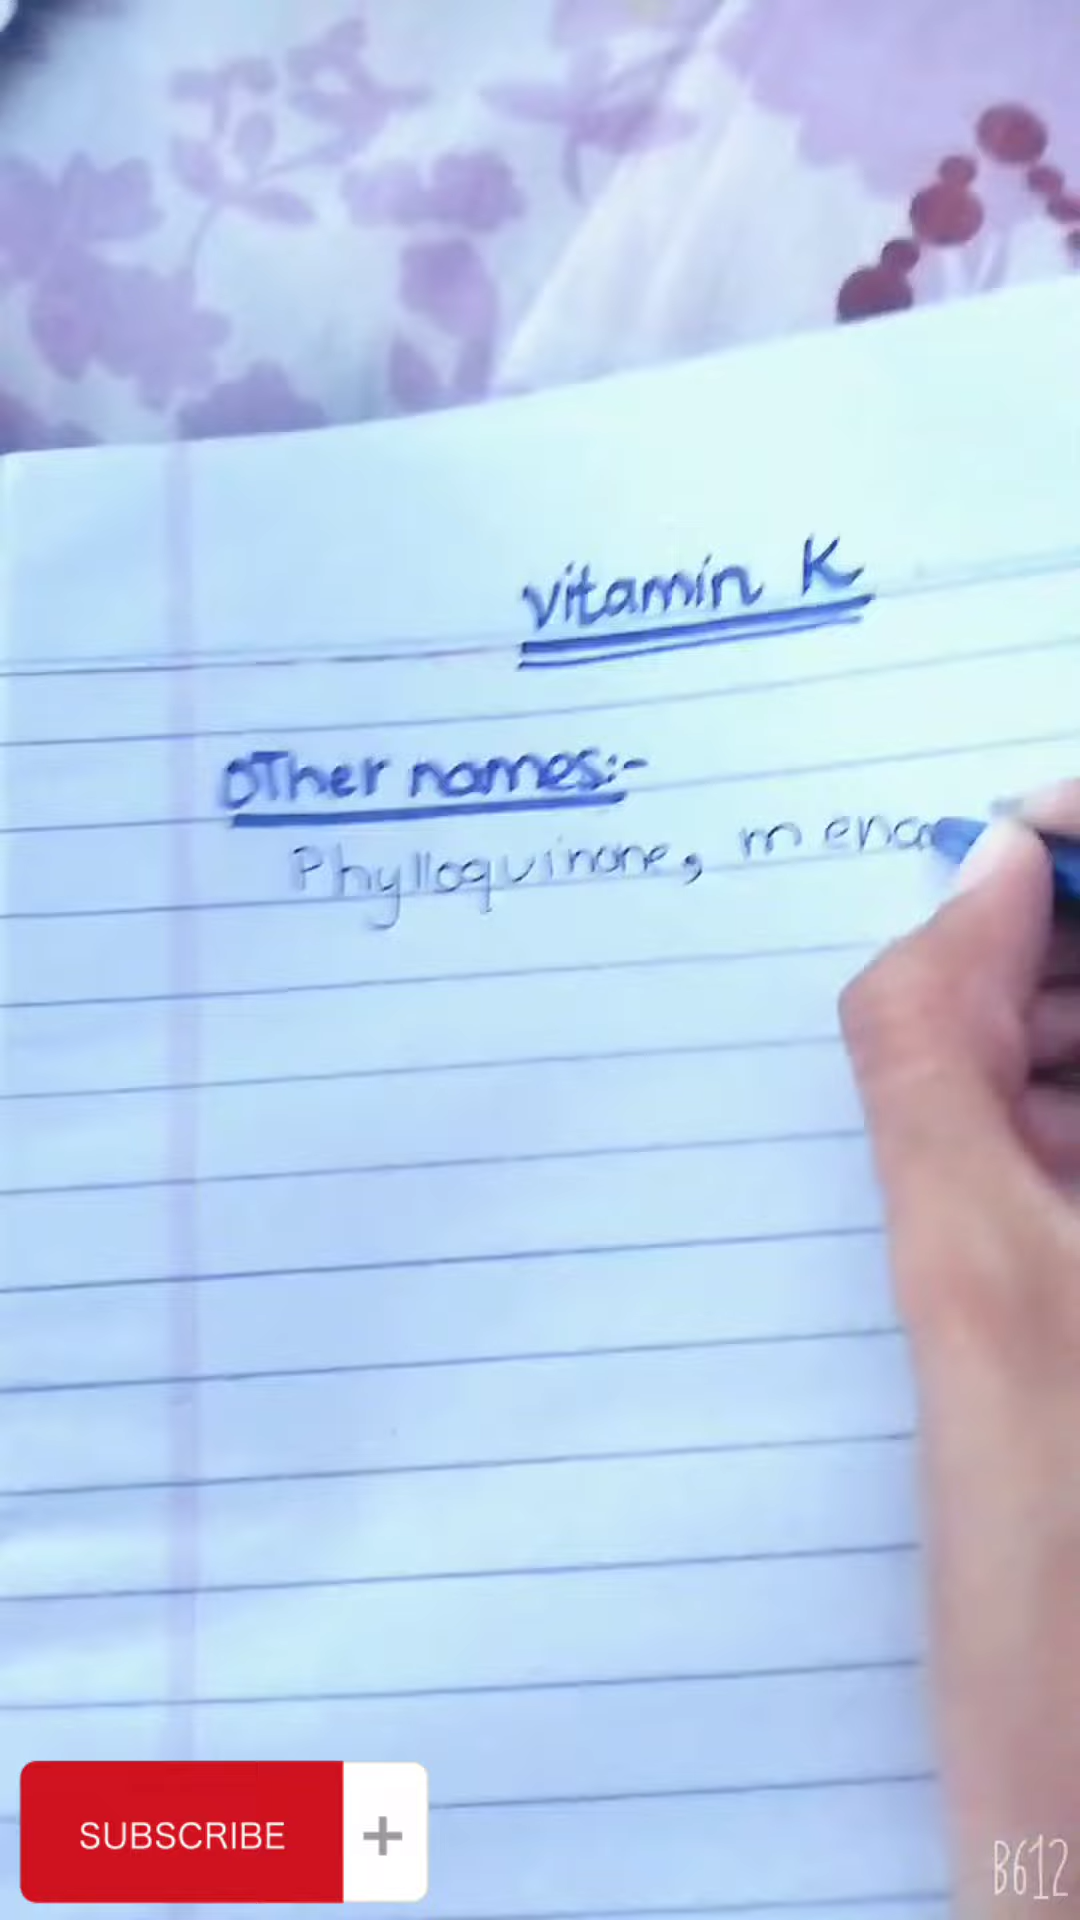 vitamin K
other names:-
Phylloquinone,
SUBSCRIBE
B612